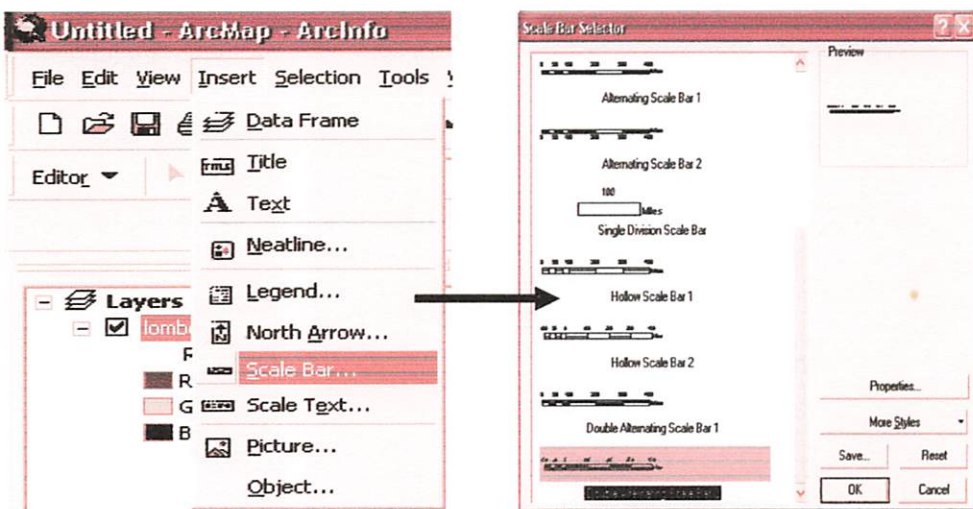 Untitled - ArcMap - ArcInfo
File Edit View Insert Selection Tools
Data Frame
Title
Editor
Text
Neatline...
Legend...
Layers
North Arrow...
Scale Bar...
R
G
B
Scale Text...
Picture...
Object...
Scale Bar Selector
Preview
Alternating Scale Bar 1
Alternating Scale Bar 2
100
Miles
Single Division Scale Bar
Hollow Scale Bar 1
Hollow Scale Bar 2
Double Alternating Scale Bar 1
Properties...
More Styles
Save...
Reset
OK
Cancel